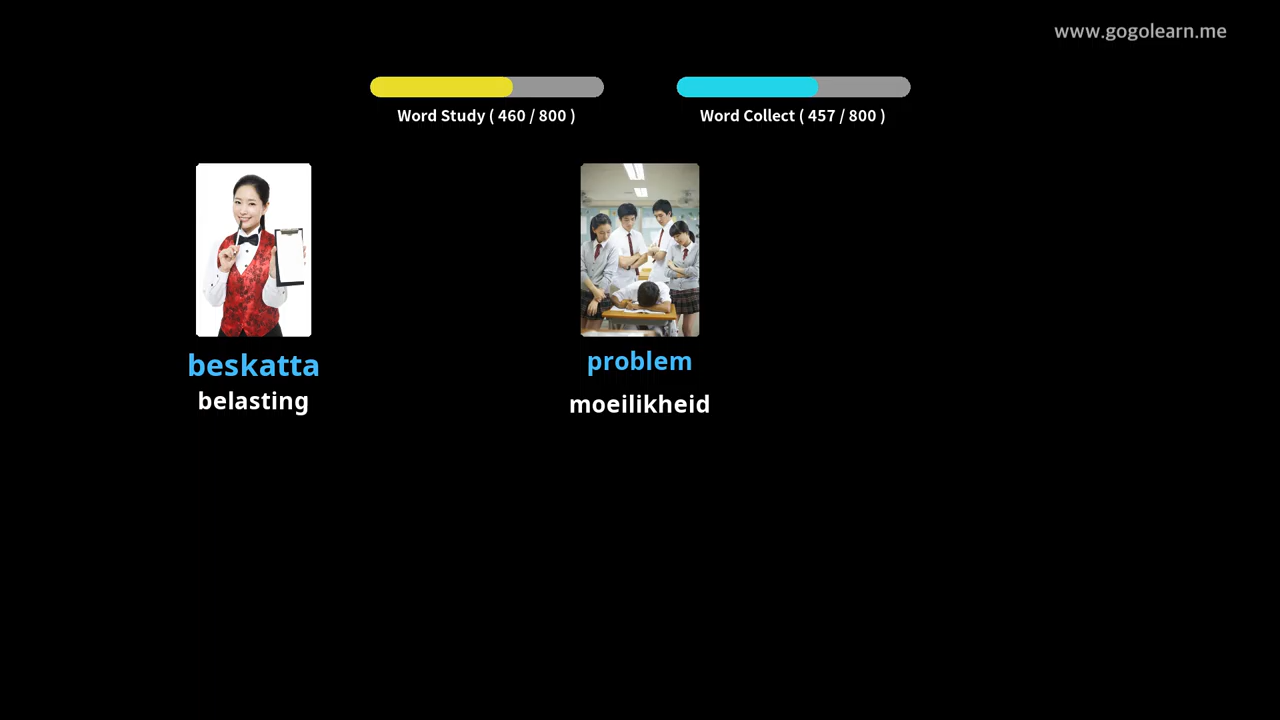 www.gogolearn.me
Word Study ( 460 / 800 )
Word Collect ( 457 / 800 )
beskatta
belasting
problem
moeilikheid